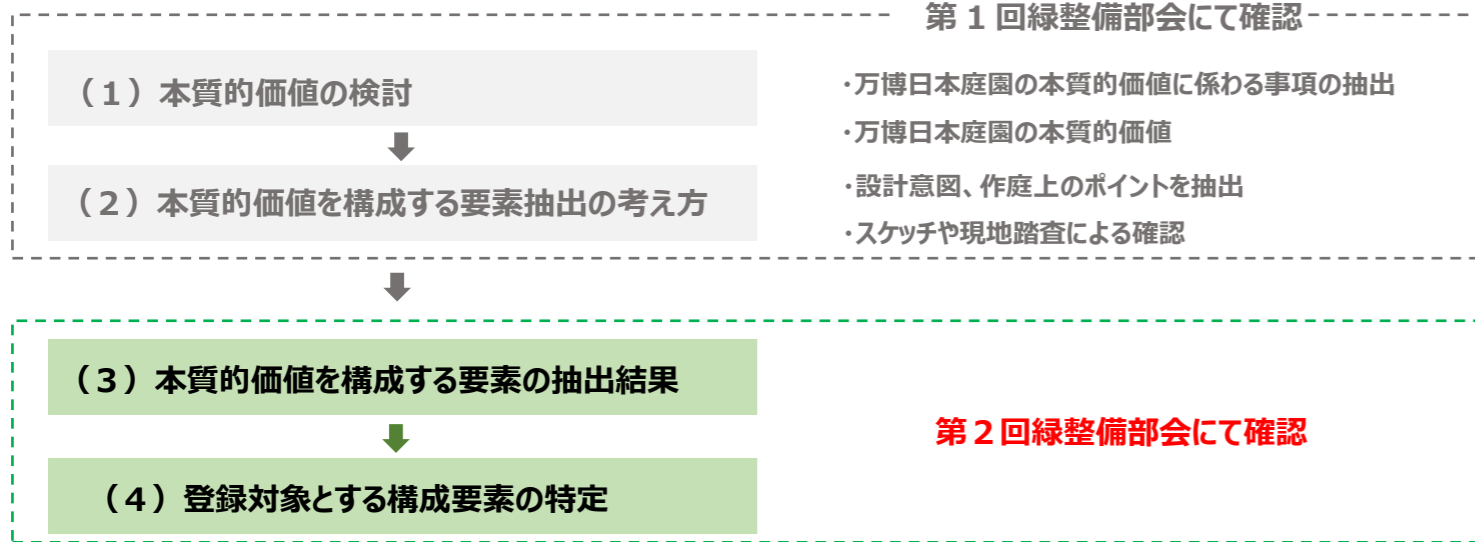 第1回緑整備部会にて確認
(1)本質的価値の検討
・万博日本庭園の本質的価値に係わる事項の抽出
・万博日本庭園の本質的価値
(2)本質的価値を構成する要素抽出の考え方
・設計意図、作庭上のポイントを抽出
・スケッチや現地踏査による確認
(3)本質的価値を構成する要素の抽出結果
第2回緑整備部会にて確認
(4)登録対象とする構成要素の特定